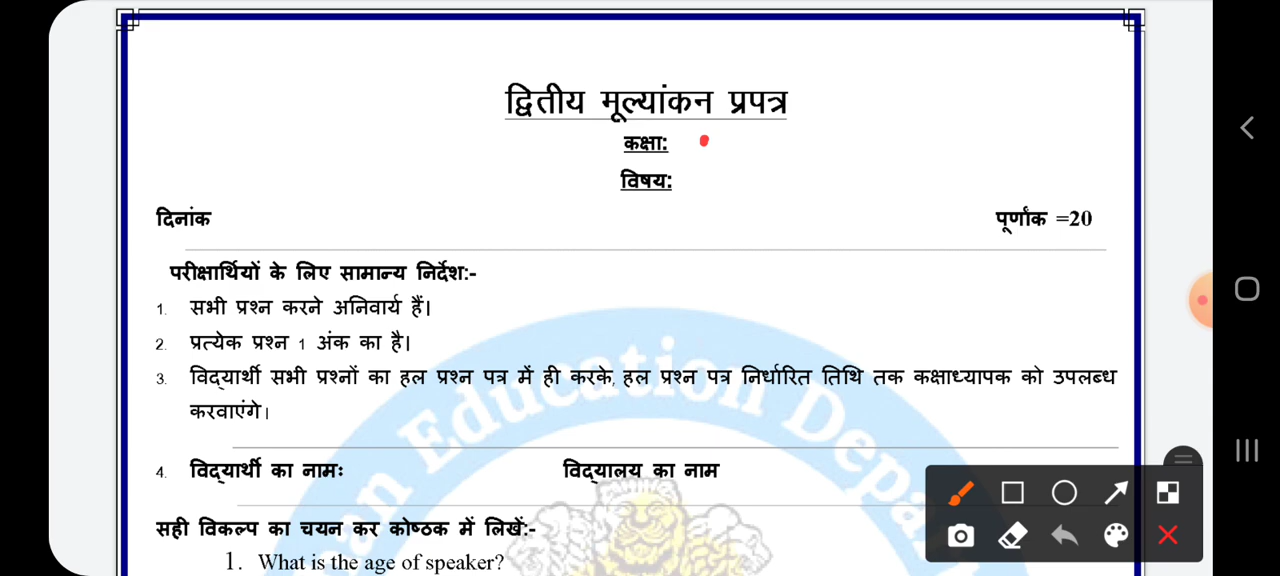 द्वितीय मूल्यांकन प्रपत्र
कक्षा:
विषय:
दिनांक पूर्णांक =20
परीक्षार्थियों के लिए सामान्य निर्देश:-
1. सभी प्रश्न करने अनिवार्य हैं।
2. प्रत्येक प्रश्न 1 अंक का है।
3. विद्यार्थी सभी प्रश्नों का हल प्रश्न पत्र में ही करके, हल प्रश्न पत्र निर्धारित तिथि तक कक्षाध्यापक को उपलब्ध
करवाएंगे।
4. विद्यार्थी का नामः विद्यालय का नाम
सही विकल्प का चयन कर कोष्ठक में लिखें:-
1. What is the age of speaker?
Education